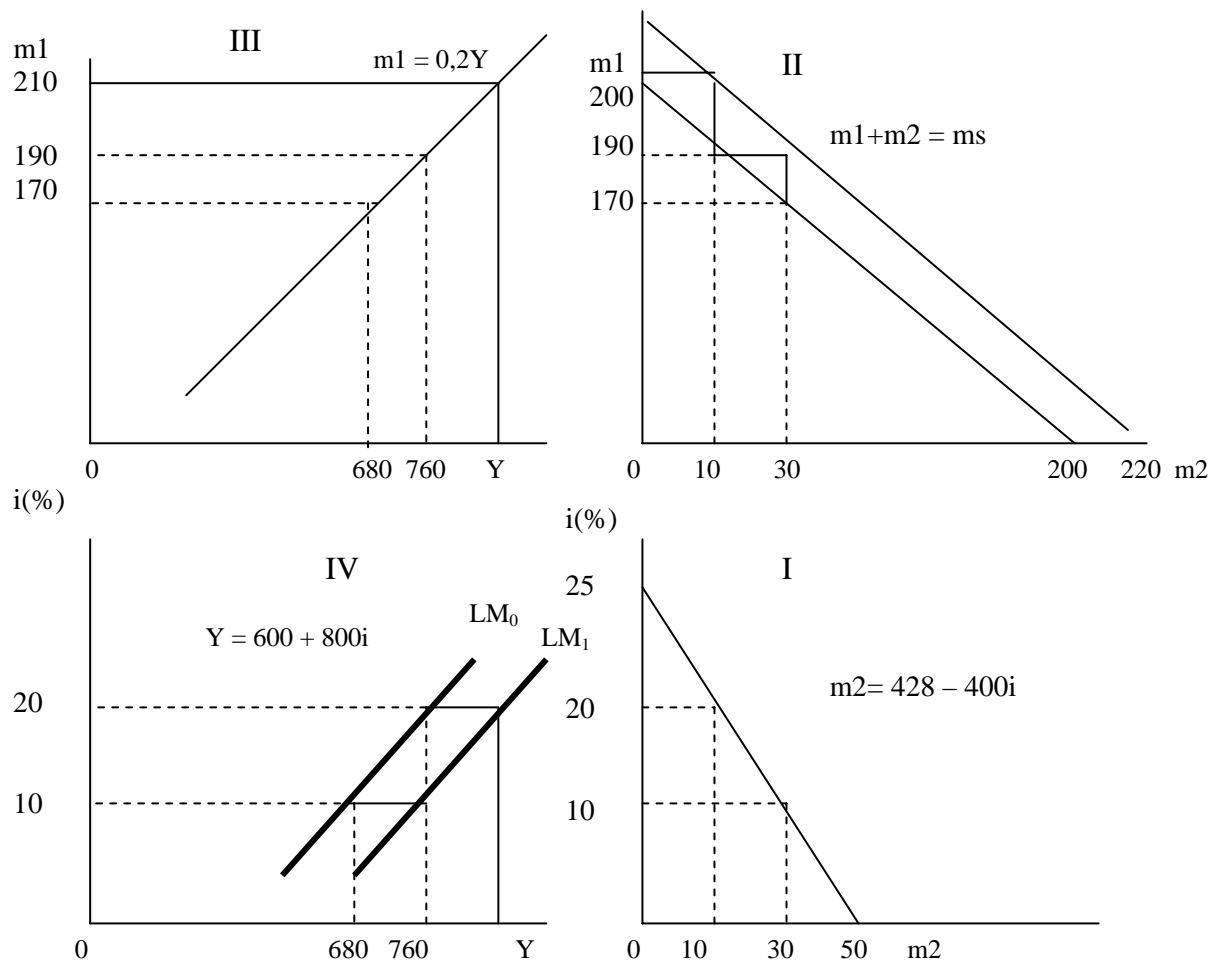 III
m1
m1 = 0,2Y
210
190
170
0 680 760 Y
II
m1
200
m1+m2 = ms
190
170
0 10 30 200 220 m2
i(%)
IV
LM₀
Y = 600 + 800i
LM₁
20
10
0 680 760 Y
i(%)
I
25
m2= 428 – 400i
20
10
0 10 30 50 m2